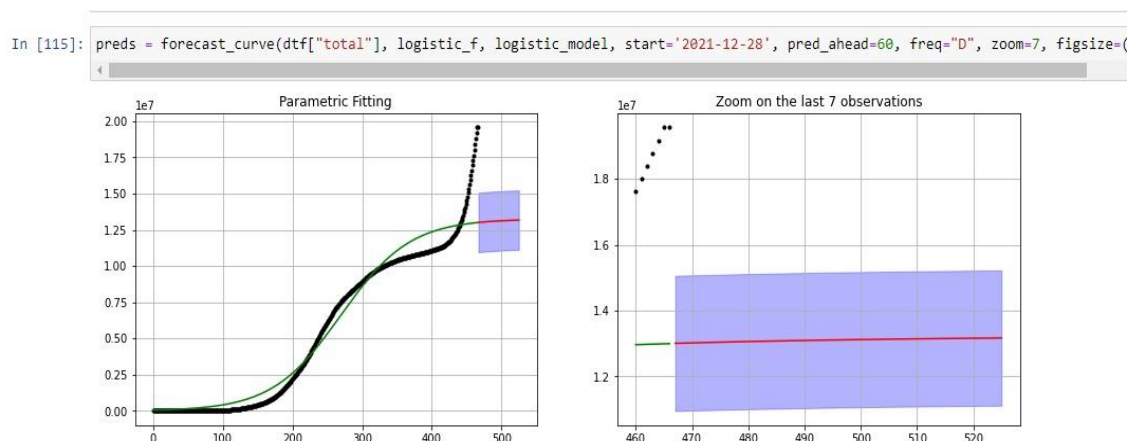 In [115]: preds = forecast_curve(dtf["total"], logistic_f, logistic_model, start='2021-12-28', pred_ahead=60, freq="D", zoom=7, figsize=(
Parametric Fitting
1e7
2.00
1.75
1.50
1.25
1.00
0.75
0.50
0.25
0.00
0 100 200 300 400 500
Zoom on the last 7 observations
1e7
1.8
1.6
1.4
1.2
460 470 480 490 500 510 520